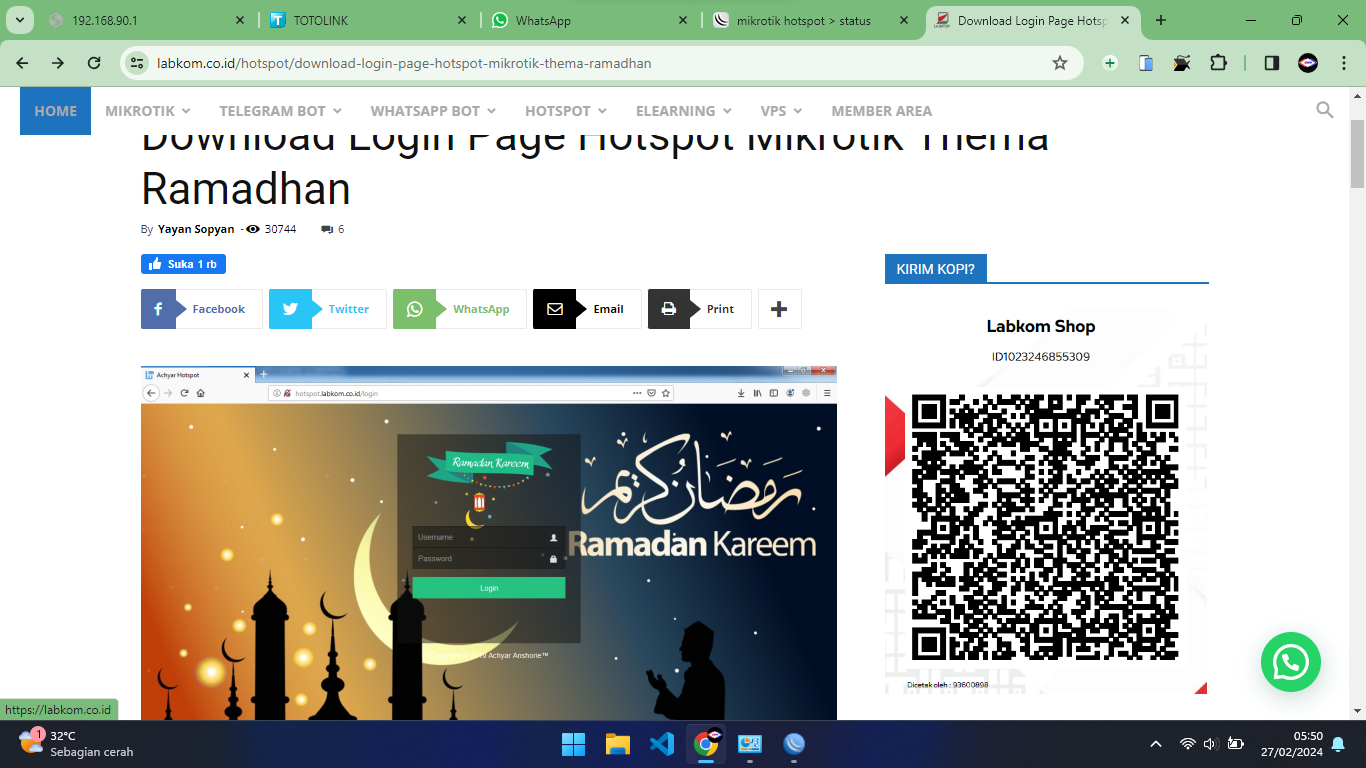 192.168.90.1
TOTOLINK
WhatsApp
mikrotik hotspot > status
Download Login Page Hotsp
labkom.co.id/hotspot/download-login-page-hotspot-mikrotik-thema-ramadhan
HOME
MIKROTIK
TELEGRAM BOT
WHATSAPP BOT
HOTSPOT
ELEARNING
VPS
MEMBER AREA
Download Login Page Hotspot Mikrotik Thema
Ramadhan
By Yayan Sopyan - 30744 6
Suka 1 rb
Facebook
Twitter
WhatsApp
Email
Print
KIRIM KOPI?
Labkom Shop
ID1023246855309
Dicetak oleh : 93600898
Achyar Hotspot
hotspot.labkom.co.id/login
Ramadan Kareem
رمضان كريم
Ramadan Kareem
Username
Password
Login
2019 Achyar Anshorie™
https://labkom.co.id
1
32°C
Sebagian cerah
05:50
27/02/2024